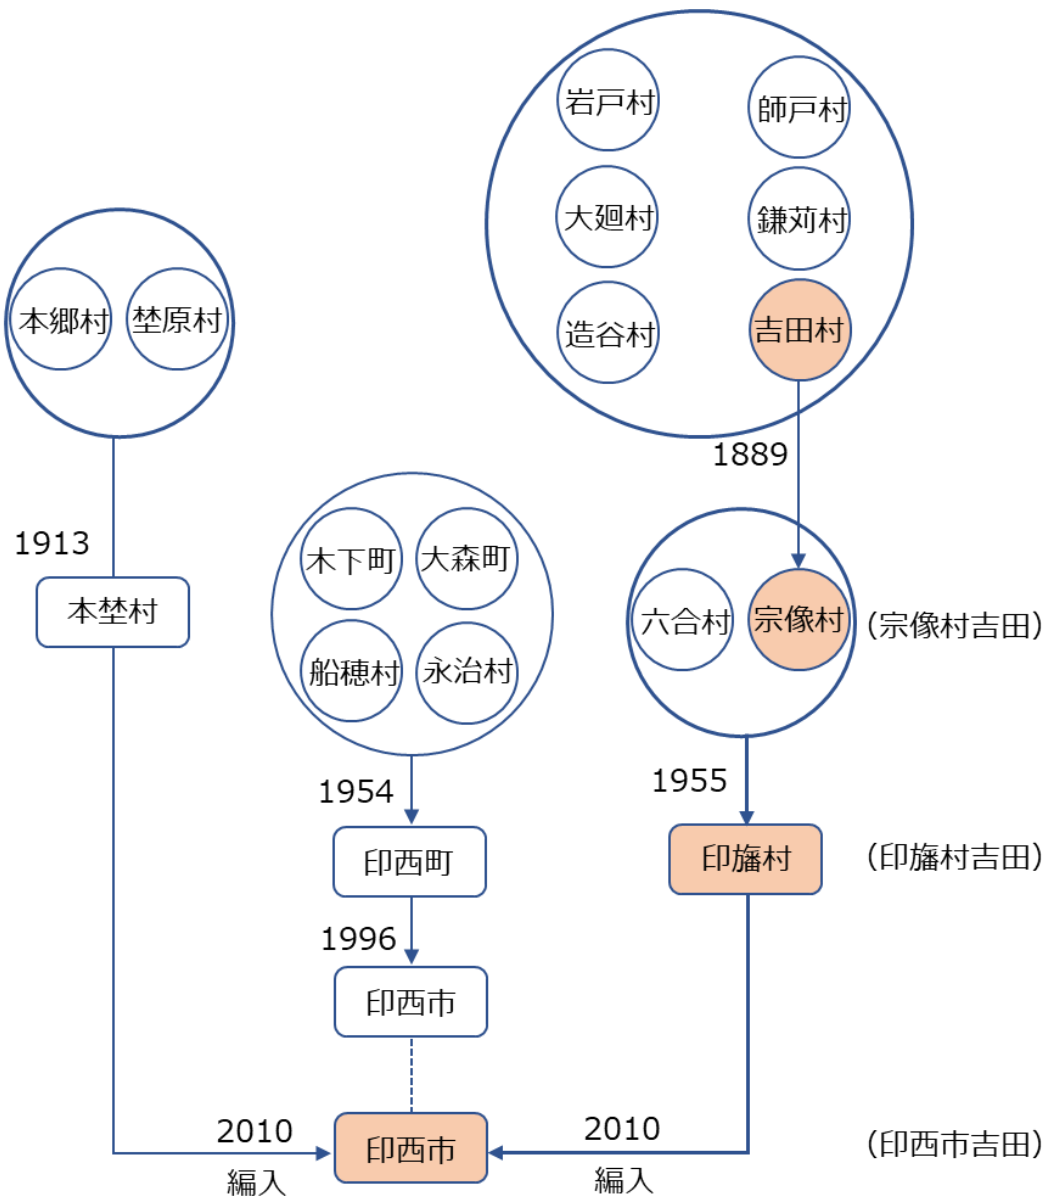 岩戸村
師戸村
大廻村
鎌苅村
造谷村
吉田村
本郷村
埜原村
1889
1913
本埜村
木下町
大森町
船穂村
永治村
六合村
宗像村
(宗像村吉田)
1954
1955
印西町
印旛村
(印旛村吉田)
1996
印西市
2010
編入
印西市
2010
編入
(印西市吉田)